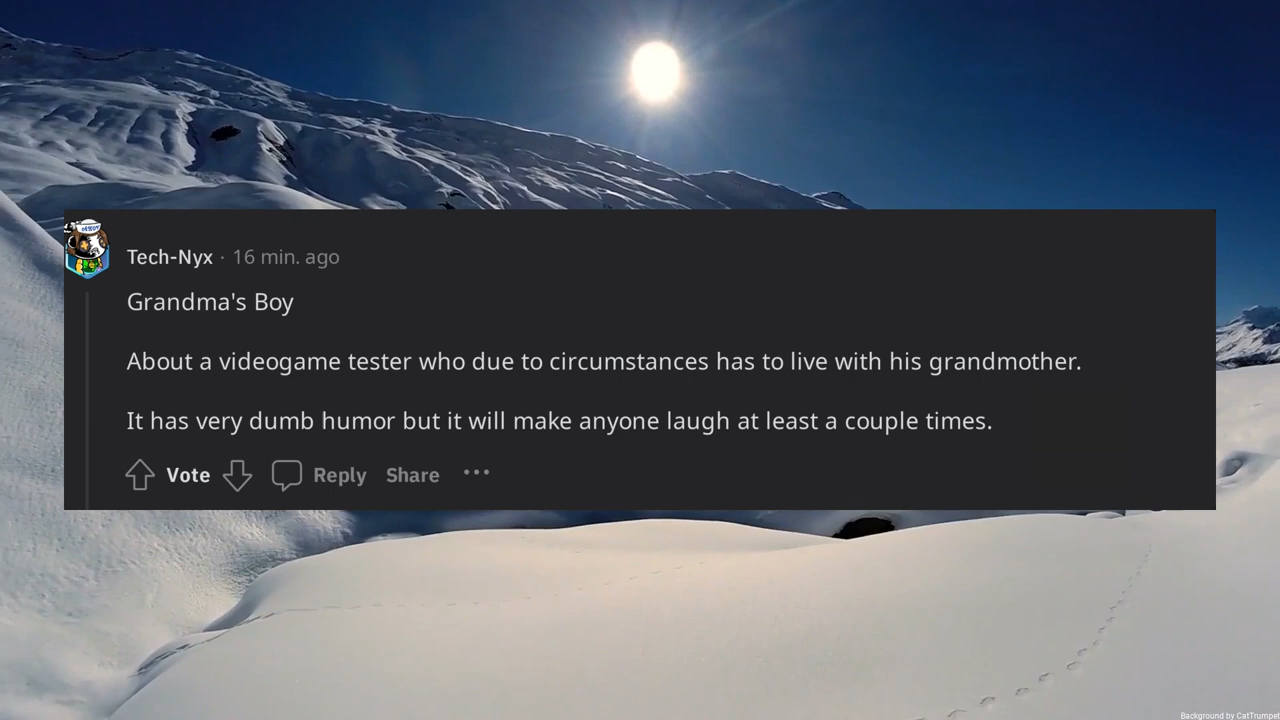 Tech-Nyx · 16 min. ago
Grandma's Boy
About a videogame tester who due to circumstances has to live with his grandmother.
It has very dumb humor but it will make anyone laugh at least a couple times.
Vote Reply Share ···
Background by CatTrumpet